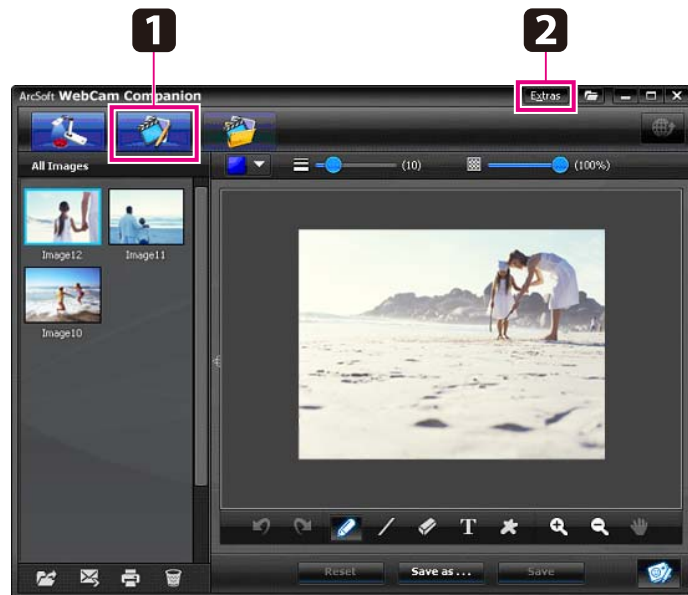 1
2
ArcSoft WebCam Companion
Extras
All Images
(10)
(100%)
Image12
Image11
Image10
T
Reset
Save as...
Save